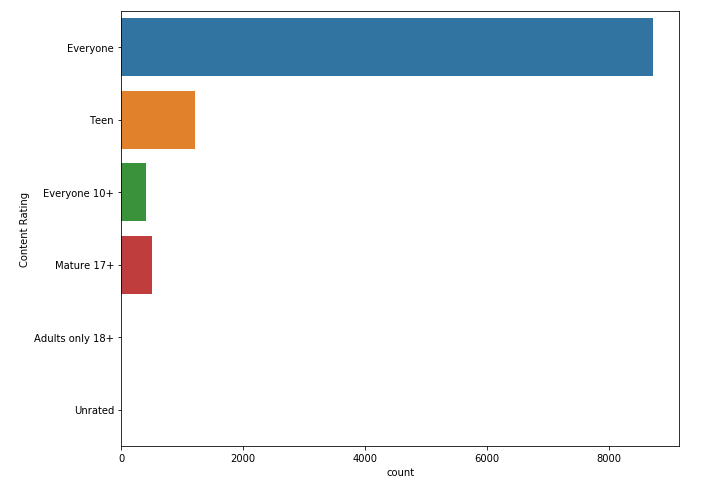 Everyone
Teen
Everyone 10+
Mature 17+
Adults only 18+
Unrated
Content Rating
0 2000 4000 6000 8000
count